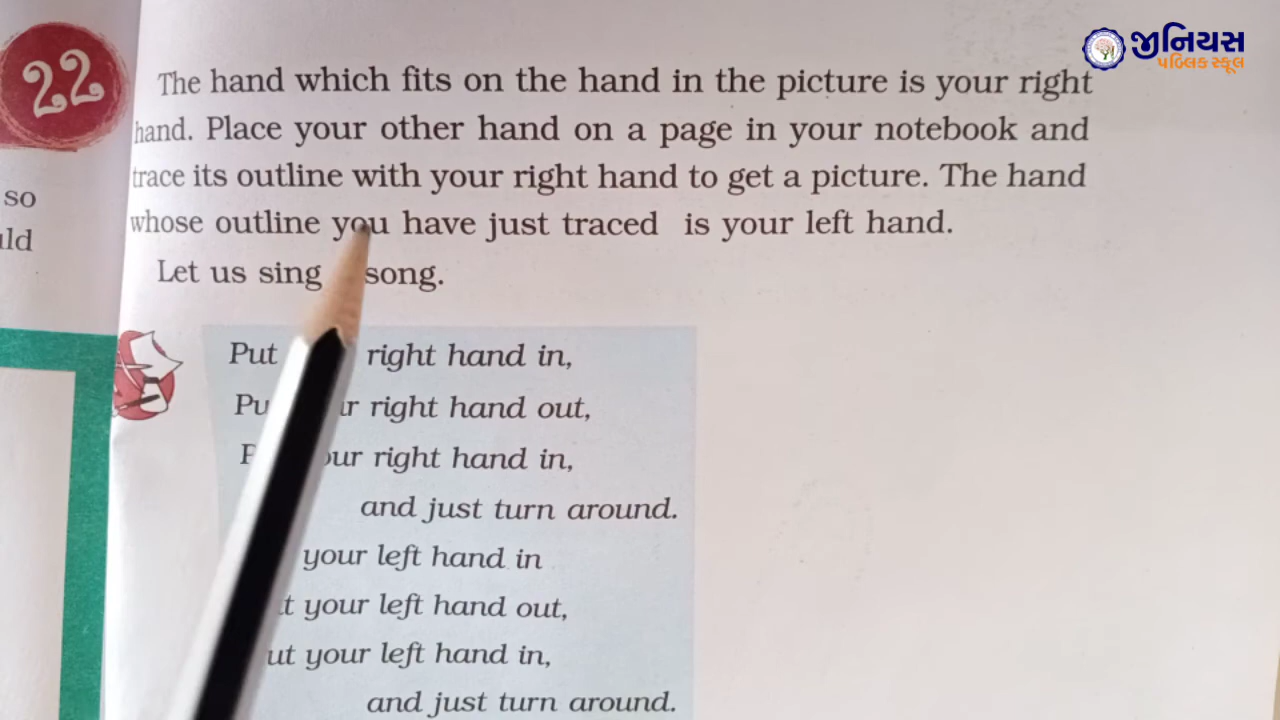 જીનિયસ
પબ્લિક સ્કૂલ
22
so
uld
The hand which fits on the hand in the picture is your right
hand. Place your other hand on a page in your notebook and
trace its outline with your right hand to get a picture. The hand
whose outline you have just traced is your left hand.
Let us sing song.
Put right hand in,
Pu ur right hand out,
P our right hand in,
and just turn around.
your left hand in
t your left hand out,
ut your left hand in,
and just turn around.